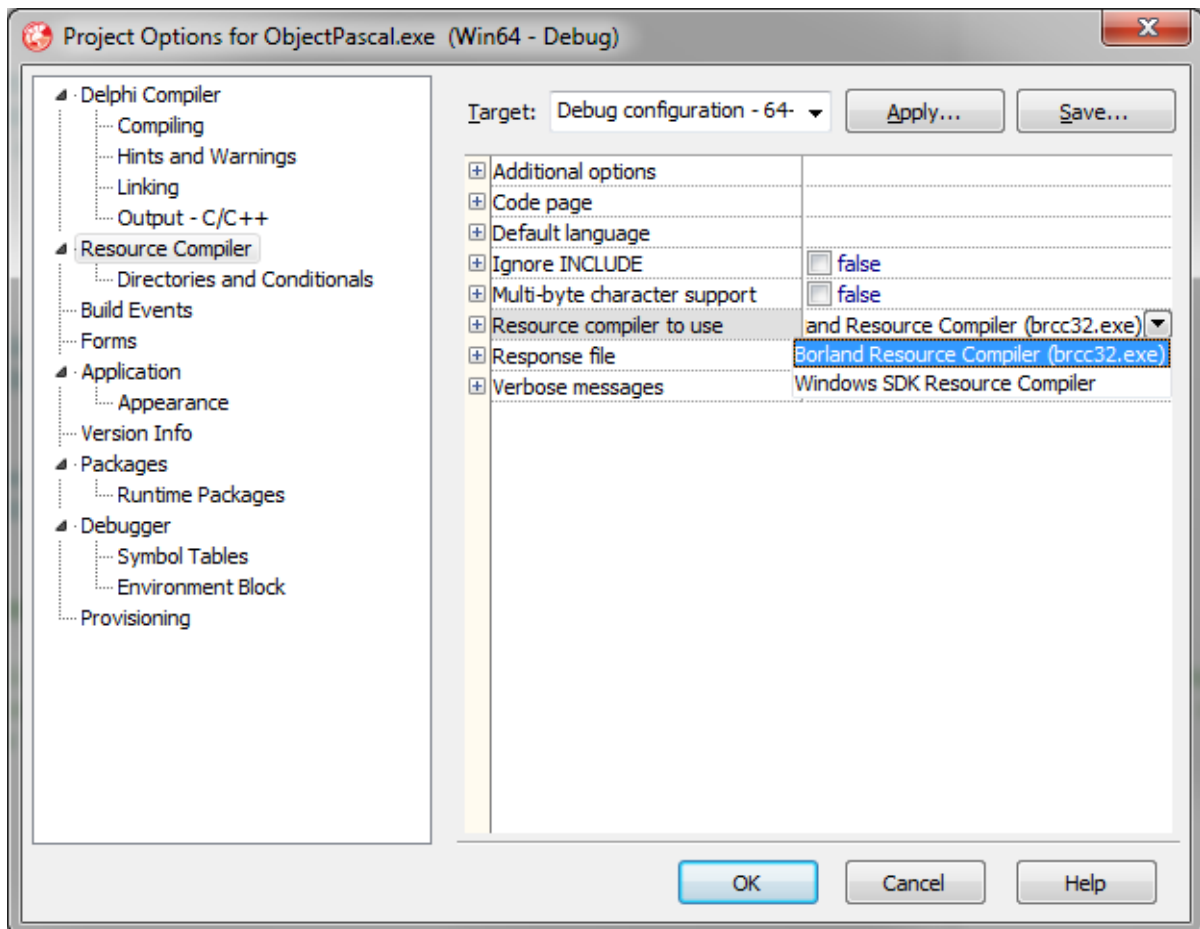 Project Options for ObjectPascal.exe (Win64 - Debug)
Delphi Compiler
Compiling
Hints and Warnings
Linking
Output - C/C++
Resource Compiler
Directories and Conditionals
Build Events
Forms
Application
Appearance
Version Info
Packages
Runtime Packages
Debugger
Symbol Tables
Environment Block
Provisioning
Target: Debug configuration - 64- Apply... Save...
Additional options
Code page
Default language
Ignore INCLUDE false
Multi-byte character support false
Resource compiler to use and Resource Compiler (brcc32.exe)
Response file Borland Resource Compiler (brcc32.exe)
Verbose messages Windows SDK Resource Compiler
OK Cancel Help